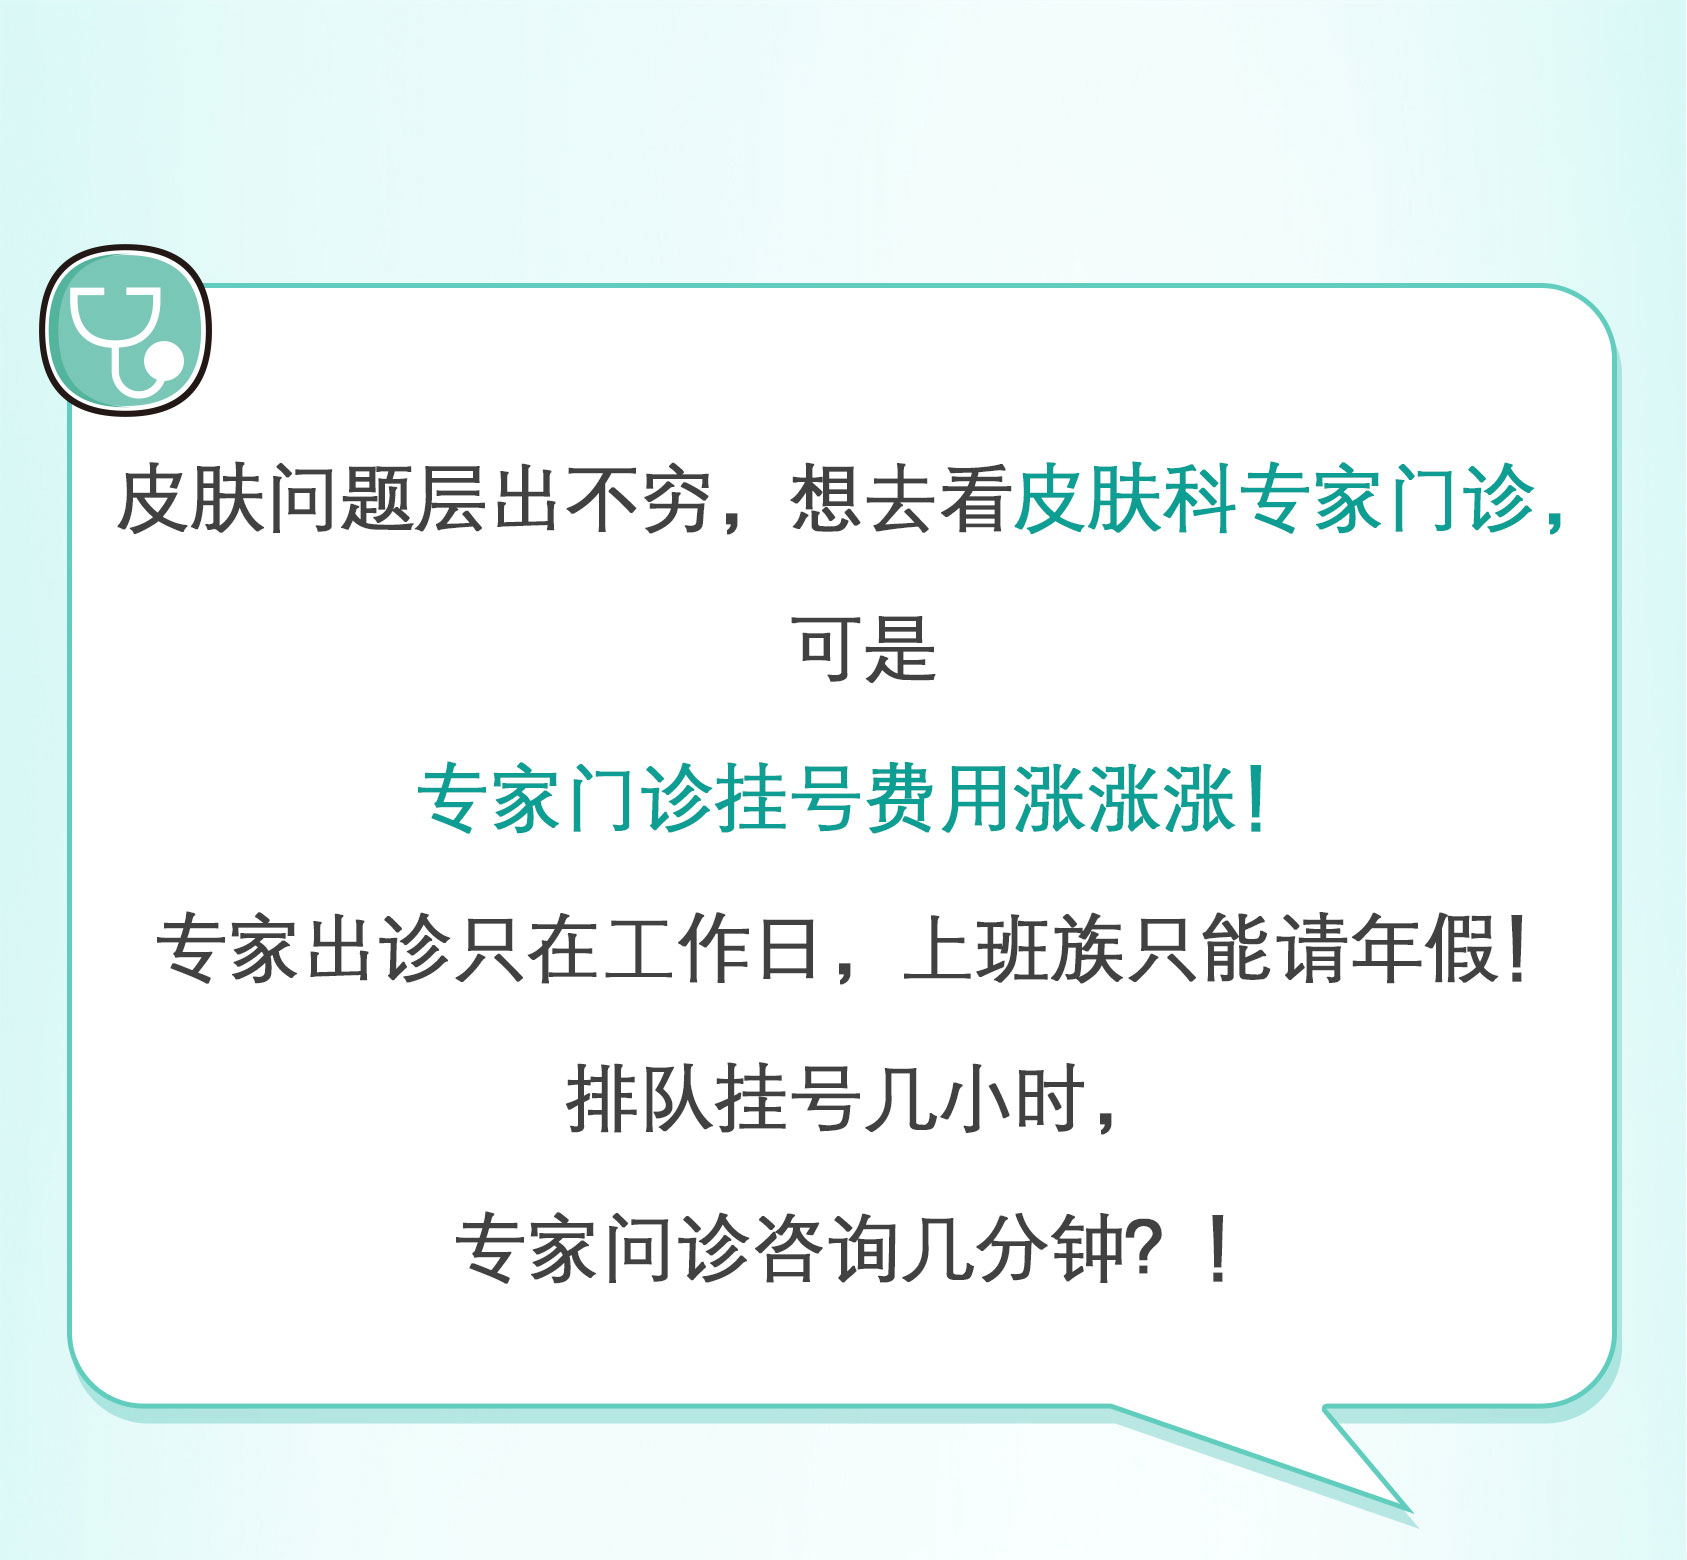 皮肤问题层出不穷，想去看皮肤科专家门诊，
可是
专家门诊挂号费用涨涨涨！
专家出诊只在工作日，上班族只能请年假！
排队挂号几小时，
专家问诊咨询几分钟？！